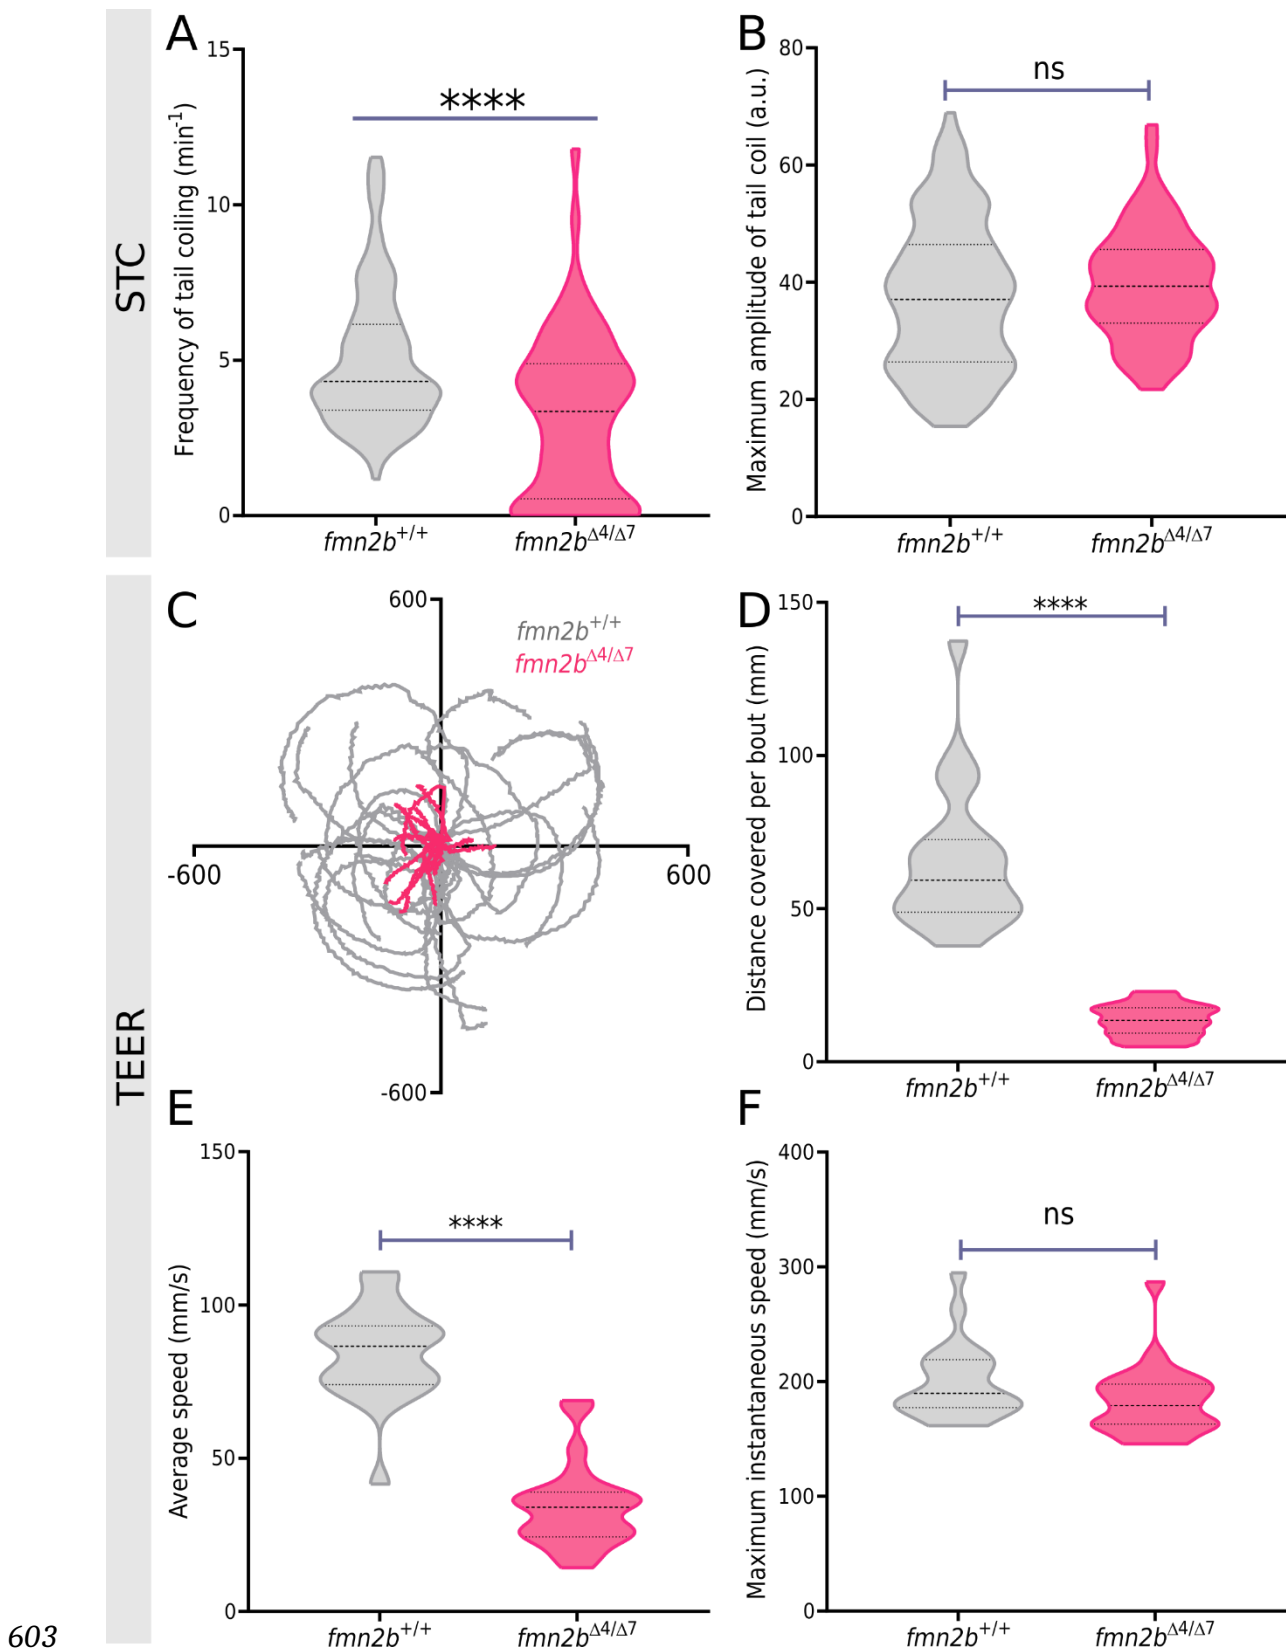 STC
A
Frequency of tail coiling (min-1)
15
10
5
0
****
fmn2b+/+
fmn2bΔ4/Δ7
B
Maximum amplitude of tail coil (a.u.)
80
60
40
20
0
ns
fmn2b+/+
fmn2bΔ4/Δ7
TEER
C
600
fmn2b+/+
fmn2bΔ4/Δ7
-600
600
-600
D
Distance covered per bout (mm)
150
100
50
0
****
fmn2b+/+
fmn2bΔ4/Δ7
E
Average speed (mm/s)
150
100
50
0
****
fmn2b+/+
fmn2bΔ4/Δ7
F
Maximum instantaneous speed (mm/s)
400
300
200
100
0
ns
fmn2b+/+
fmn2bΔ4/Δ7
603